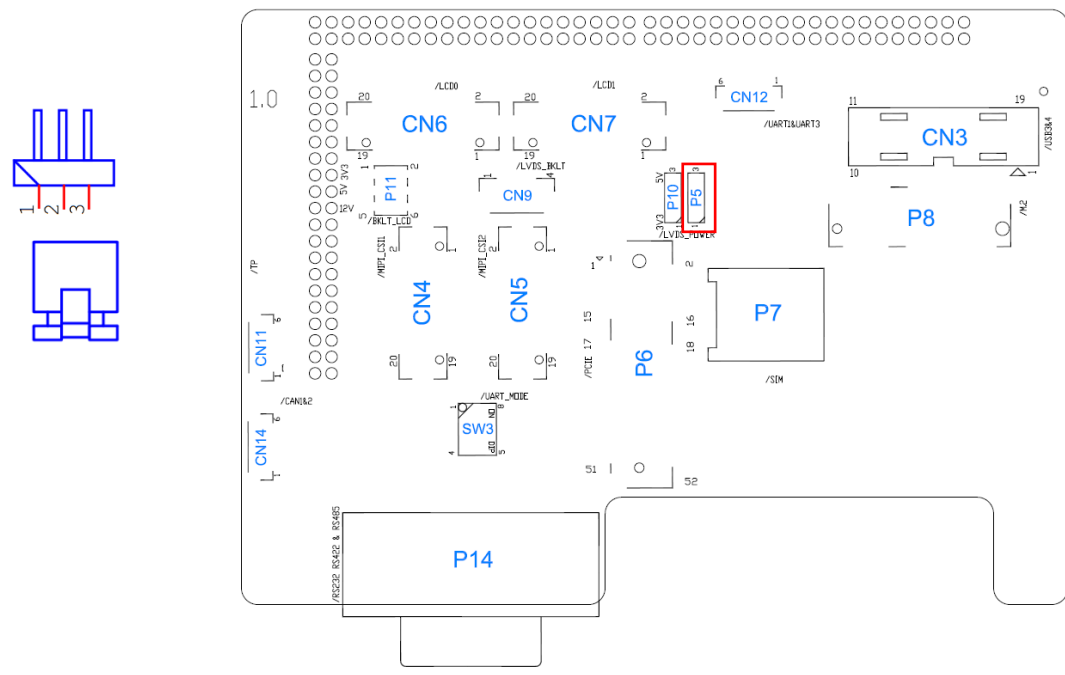 1.0
/LCD0
20
2
CN6
19
1
/LCD1
20
2
CN7
19
1
6
1
CN12
/UART1&UART3
11
19
CN3
10
1
/USB3&4
1
2
3
3V3
5V
12V
1
2
P11
5
6
/BKLT_LCD
/LVDS_BKLT
1
4
CN9
5V
3
P10
3V3
1
3
P5
1
/LVDS_POWER
P8
/M2
/TP
/MIPI_CSI1
2
1
CN4
20
19
/MIPI_CSI2
2
1
CN5
20
19
1
2
15
16
17
18
P6
/PCIE
51
52
P7
/SIM
6
CN11
1
/CAN1&2
6
CN14
1
/UART_MODE
1
8
SW3
ON
DIP
4
5
/RS232 RS422 & RS485
P14